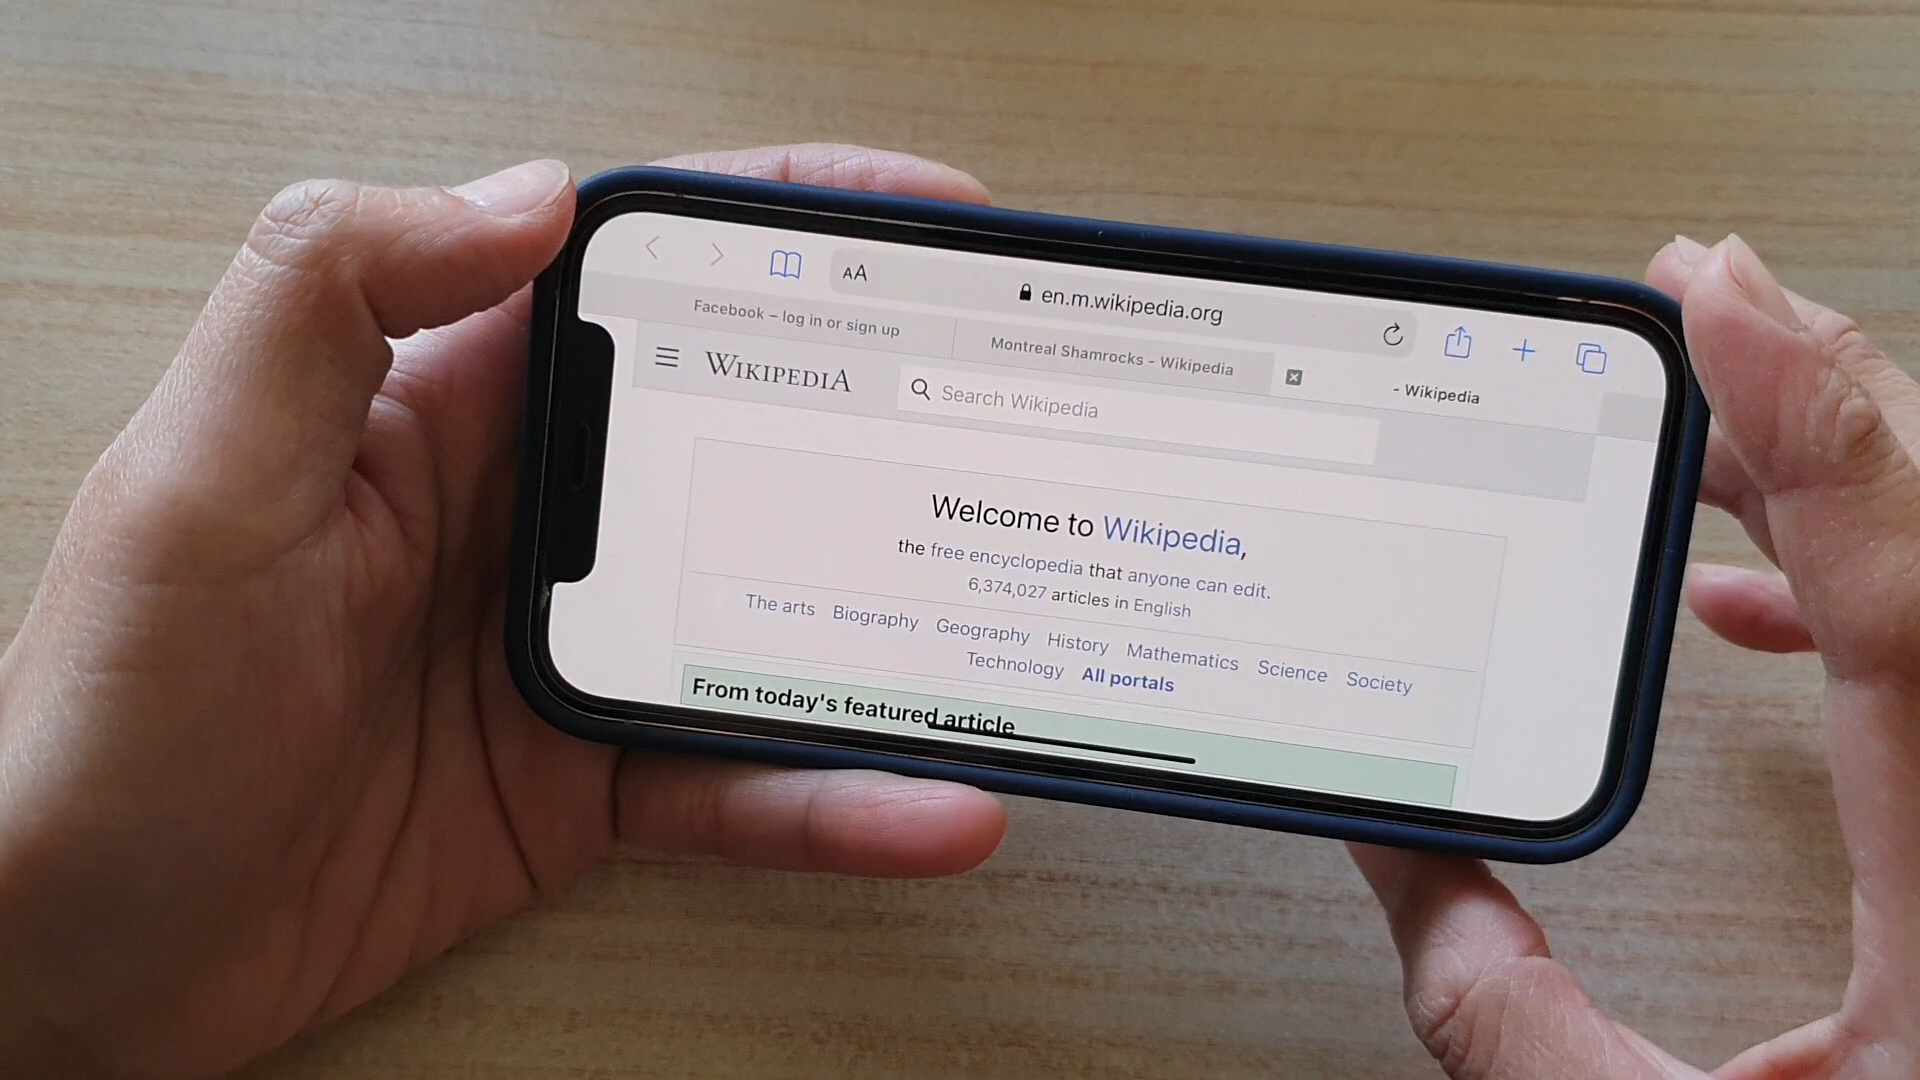 AA
en.m.wikipedia.org
Facebook – log in or sign up
Montreal Shamrocks - Wikipedia
- Wikipedia
WIKIPEDIA
Search Wikipedia
Welcome to Wikipedia,
the free encyclopedia that anyone can edit.
6,374,027 articles in English
The arts Biography Geography History Mathematics Science Society
Technology All portals
From today's featured article